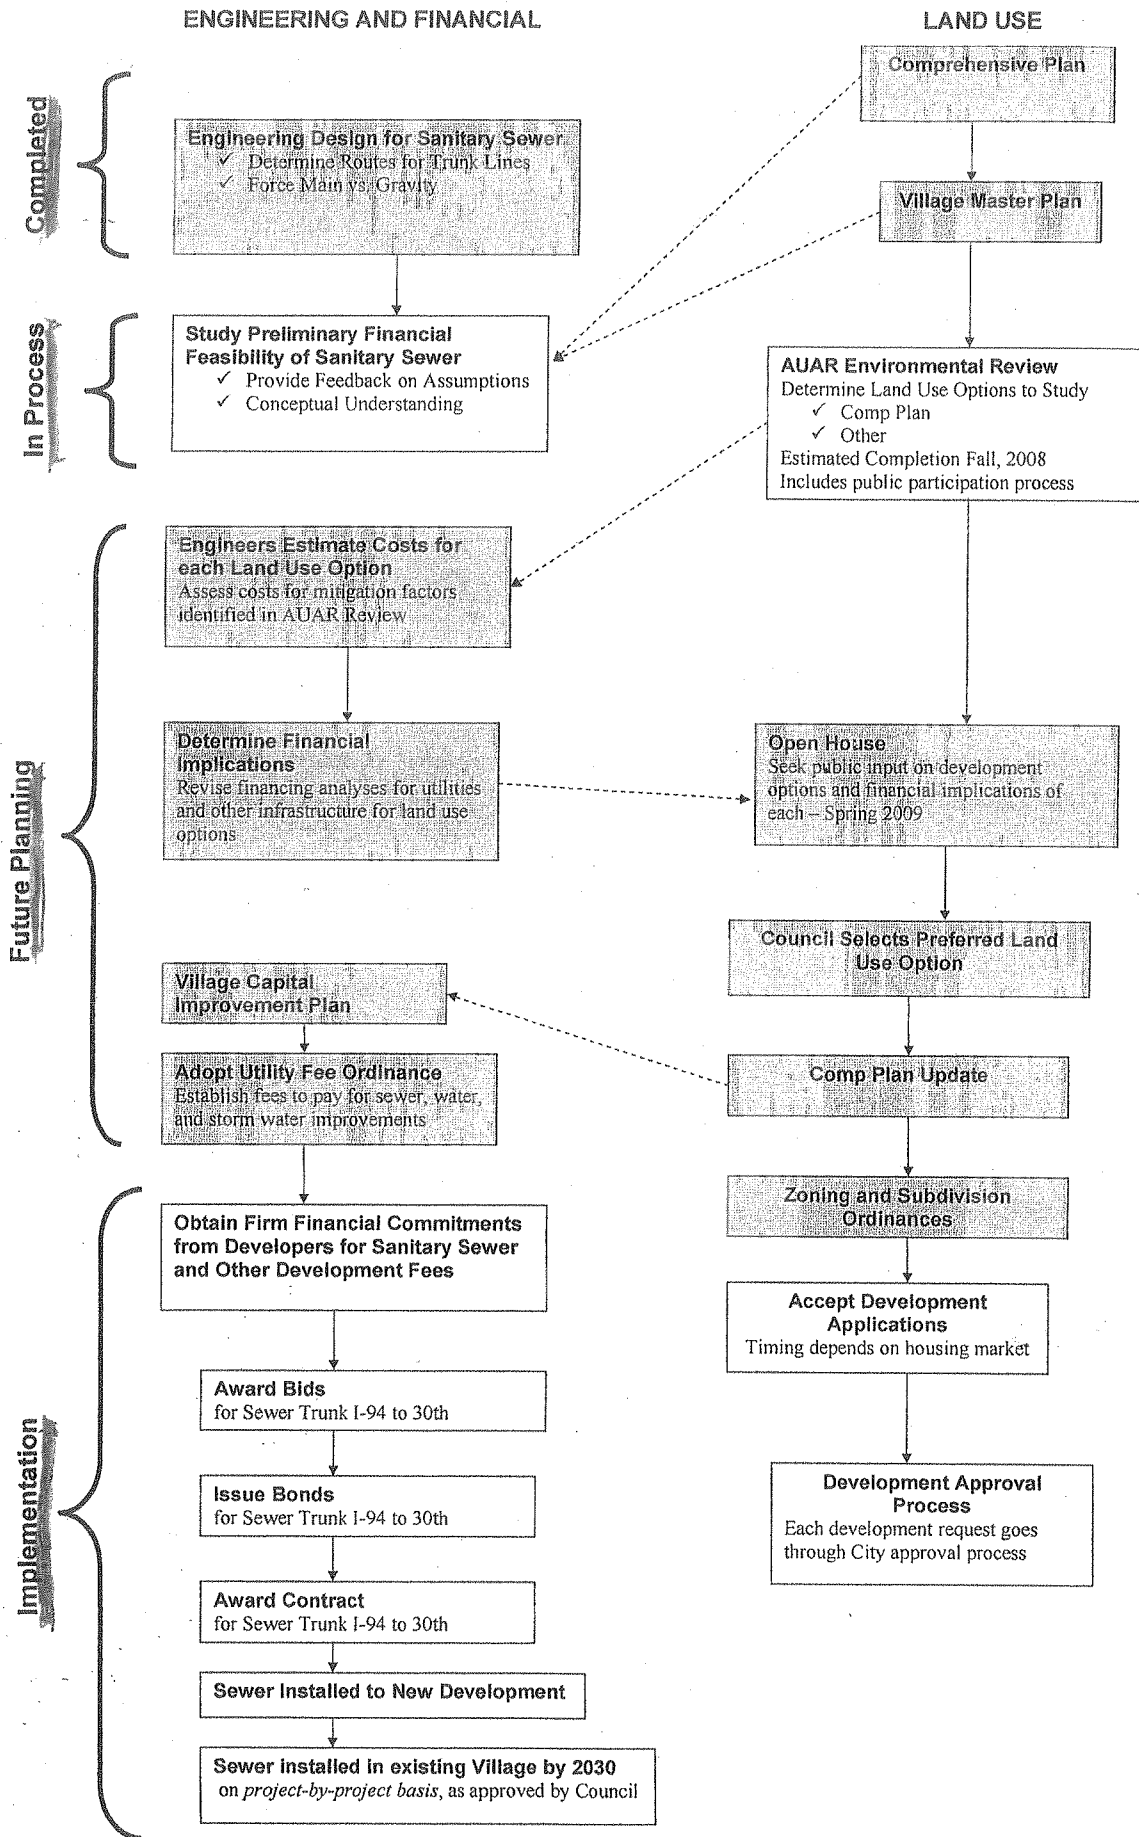 ENGINEERING AND FINANCIAL
LAND USE
Completed
Engineering Design for Sanitary Sewer
✓ Determine Routes for Trunk Lines
✓ Force Main vs. Gravity
Comprehensive Plan
Village Master Plan
In Process
Study Preliminary Financial
Feasibility of Sanitary Sewer
✓ Provide Feedback on Assumptions
✓ Conceptual Understanding
AUAR Environmental Review
Determine Land Use Options to Study
✓ Comp Plan
✓ Other
Estimated Completion Fall, 2008
Includes public participation process
Future Planning
Engineers Estimate Costs for
each Land Use Option
Assess costs for mitigation factors
identified in AUAR Review
Determine Financial
Implications
Revise financing analyses for utilities
and other infrastructure for land use
options
Open House
Seek public input on development
options and financial implications of
each – Spring 2009
Council Selects Preferred Land
Use Option
Village Capital
Improvement Plan
Comp Plan Update
Adopt Utility Fee Ordinance
Establish fees to pay for sewer, water,
and storm water improvements
Zoning and Subdivision
Ordinances
Implementation
Obtain Firm Financial Commitments
from Developers for Sanitary Sewer
and Other Development Fees
Accept Development
Applications
Timing depends on housing market
Award Bids
for Sewer Trunk I-94 to 30th
Issue Bonds
for Sewer Trunk I-94 to 30th
Development Approval
Process
Each development request goes
through City approval process
Award Contract
for Sewer Trunk I-94 to 30th
Sewer Installed to New Development
Sewer installed in existing Village by 2030
on project-by-project basis, as approved by Council